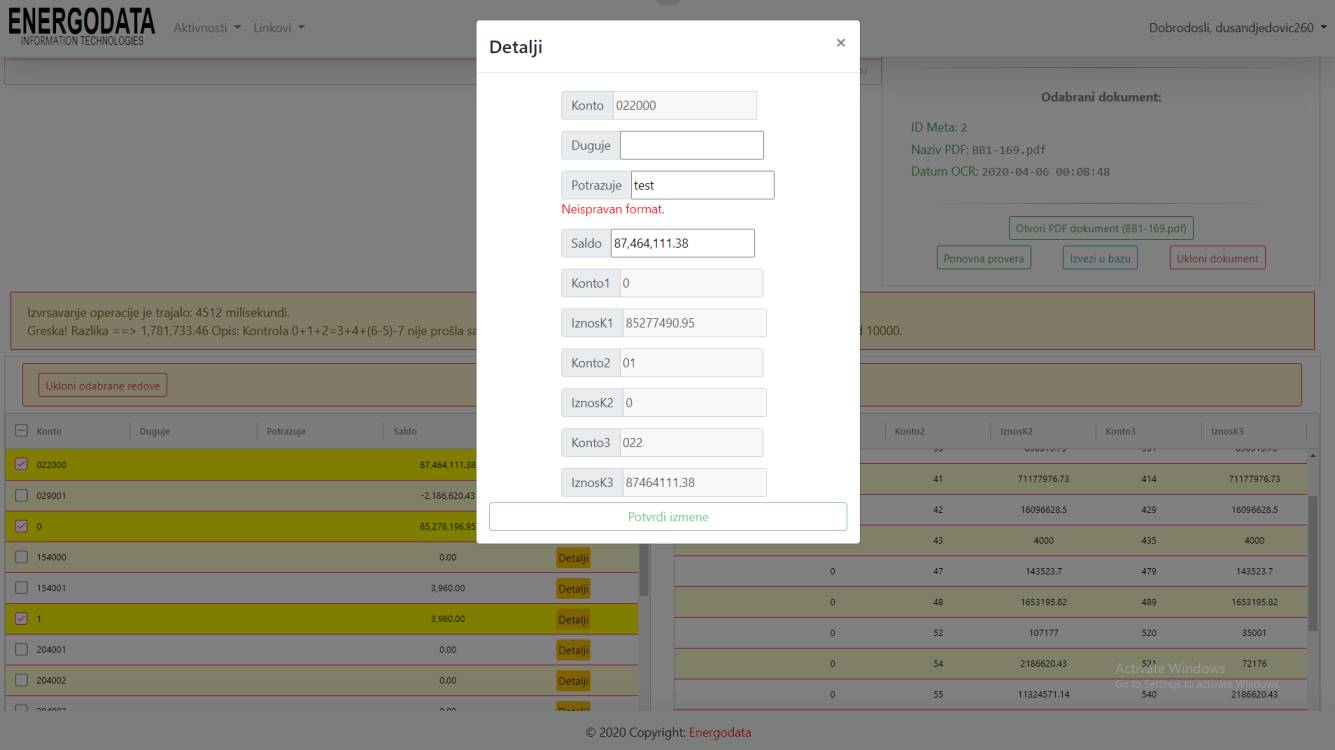 ENERGODATA
INFORMATION TECHNOLOGIES
Aktivnosti
Linkovi
Dobrodosli, dusandjedovic260
Detalji
×
Konto 022000
Duguje
Potrazuje test
Neispravan format.
Saldo 87,464,111.38
Konto1 0
IznosK1 85277490.95
Konto2 01
IznosK2 0
Konto3 022
IznosK3 87464111.38
Potvrdi izmene
Odabrani dokument:
ID Meta: 2
Naziv PDF: BB1-169.pdf
Datum OCR: 2020-04-06 00:08:48
Otvori PDF dokument (BB1-169.pdf)
Ponovna provera Izvezi u bazu Ukloni dokument
Izvrsavanje operacije je trajalo: 4512 milisekundi.
Greska! Razlika ==> 1,781,733.46 Opis: Kontrola 0+1+2=3+4+(6-5)-7 nije prošla sa 10000.
Ukloni odabrane redove
Konto Duguje Potrazuje Saldo
022000 87,464,111.38
029001 -2,186,620.43
0 85,278,196.95
154000 0.00 Detalji
154001 3,960.00 Detalji
1 3,960.00 Detalji
204001 0.00 Detalji
204002 0.00 Detalji
Konto2 IznosK2 Konto3 IznosK3
41 71177976.73 414 71177976.73
42 16096628.5 429 16096628.5
43 4000 435 4000
0 47 143523.7 479 143523.7
0 48 1653195.82 489 1653195.82
0 52 107177 520 35001
0 54 2186620.43 521 72176
0 55 11324571.14 540 2186620.43
Activate Windows
Go to Settings to activate Windows.
© 2020 Copyright: Energodata